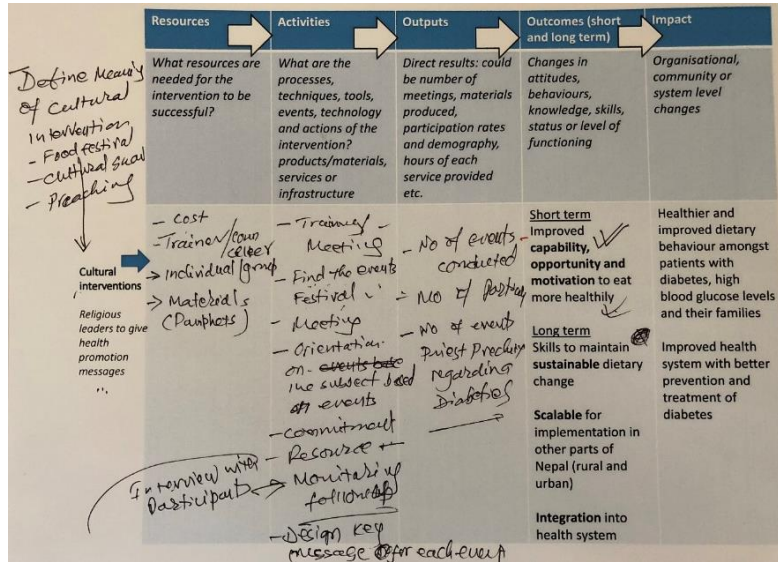 Resources
Activities
Outputs
Outcomes (short
and long term)
Impact
What resources are
needed for the
intervention to be
successful?
What are the
processes,
techniques, tools,
events, technology
and actions of the
intervention?
products/materials,
services or
infrastructure
Direct results: could
be number of
meetings, materials
produced,
participation rates
and demography,
hours of each
service provided
etc.
Changes in
attitudes,
behaviours,
knowledge, skills,
status or level of
functioning
Organisational,
community or
system level
changes
Define Meaning
of Cultural
intervention
- Food festival
- Cultural
- Preaching
Cultural
interventions
Religious
leaders to give
health
promotion
messages
...
- Cost
- Trainer/
→ Individual/group
→ Materials
(Pamphets)
- Training
Meeting
- Find the events
Festival
- Meeting
- Orientation
on events
the subject based
on events
- Commitment
- Resource
- Monitaring
followup
- Design key
message for each event
Interview with
Participant
- No of events
conducted
- No of
- No of events
Priest
regarding
Diabetes
Short term
Improved
capability,
opportunity and
motivation to eat
more healthily
Long term
Skills to maintain
sustainable dietary
change
Scalable for
implementation in
other parts of
Nepal (rural and
urban)
Integration into
health system
Healthier and
improved dietary
behaviour amongst
patients with
diabetes, high
blood glucose levels
and their families
Improved health
system with better
prevention and
treatment of
diabetes